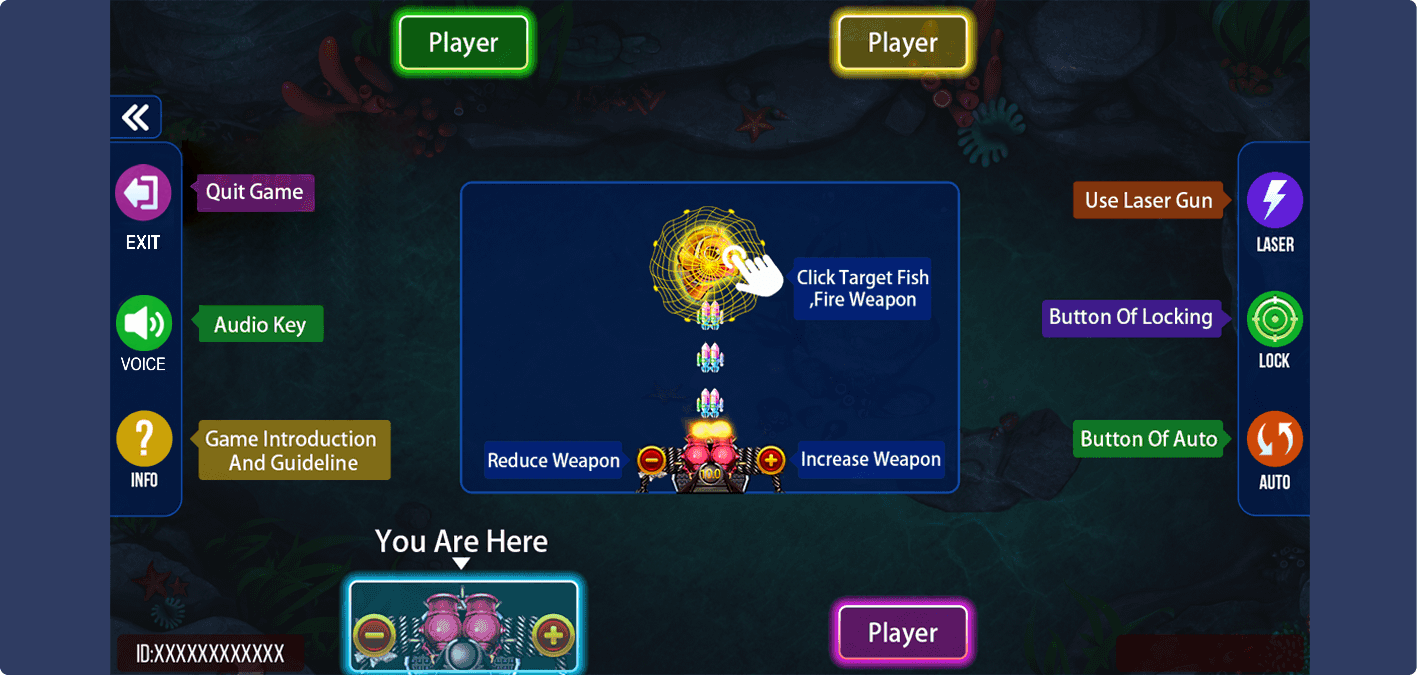 Player
Player
Quit Game
EXIT
Audio Key
VOICE
Game Introduction
And Guideline
INFO
Click Target Fish
,Fire Weapon
Reduce Weapon
100
Increase Weapon
Use Laser Gun
LASER
Button Of Locking
LOCK
Button Of Auto
AUTO
You Are Here
Player
ID:XXXXXXXXXXXX